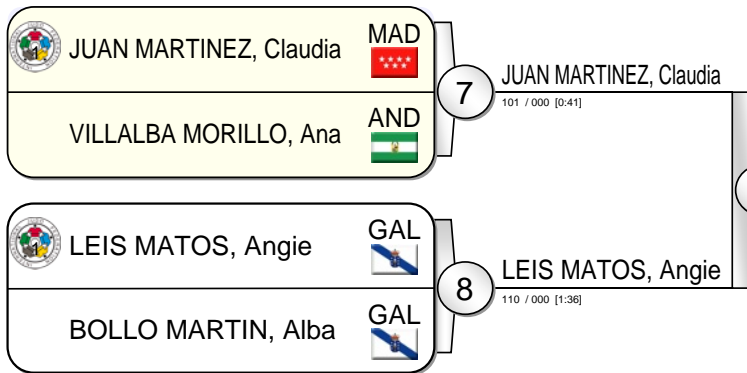 JUAN MARTINEZ, Claudia MAD
VILLALBA MORILLO, Ana AND
7
JUAN MARTINEZ, Claudia
101 / 000 [0:41]
LEIS MATOS, Angie GAL
BOLLO MARTIN, Alba GAL
8
LEIS MATOS, Angie
110 / 000 [1:36]